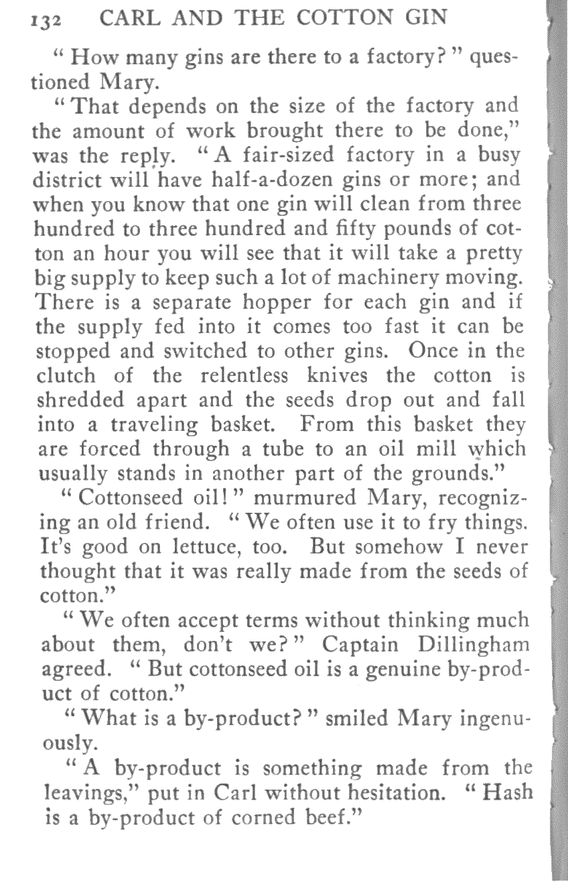 132 CARL AND THE COTTON GIN
“ How many gins are there to a factory? ” ques-
tioned Mary.
“ That depends on the size of the factory and
the amount of work brought there to be done,”
was the reply. “ A fair-sized factory in a busy
district will have half-a-dozen gins or more; and
when you know that one gin will clean from three
hundred to three hundred and fifty pounds of cot-
ton an hour you will see that it will take a pretty
big supply to keep such a lot of machinery moving.
There is a separate hopper for each gin and if
the supply fed into it comes too fast it can be
stopped and switched to other gins. Once in the
clutch of the relentless knives the cotton is
shredded apart and the seeds drop out and fall
into a traveling basket. From this basket they
are forced through a tube to an oil mill which
usually stands in another part of the grounds.”
“ Cottonseed oil! ” murmured Mary, recogniz-
ing an old friend. “ We often use it to fry things.
It’s good on lettuce, too. But somehow I never
thought that it was really made from the seeds of
cotton.”
“ We often accept terms without thinking much
about them, don’t we? ” Captain Dillingham
agreed. “ But cottonseed oil is a genuine by-prod-
uct of cotton.”
“ What is a by-product? ” smiled Mary ingenu-
ously.
“ A by-product is something made from the
leavings,” put in Carl without hesitation. “ Hash
is a by-product of corned beef.”